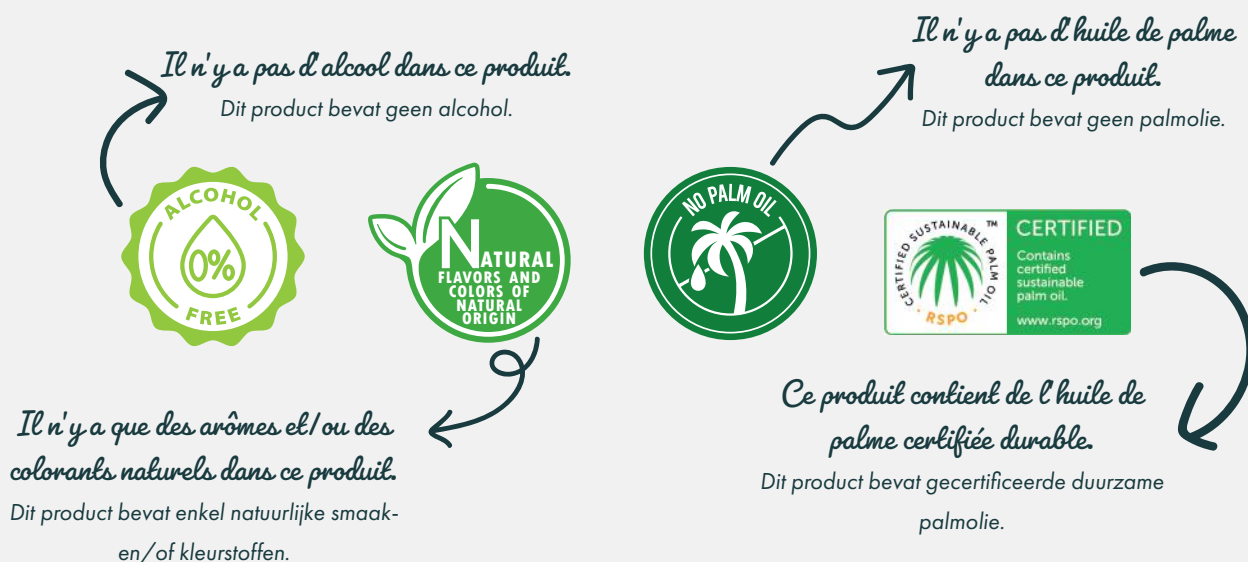 Il n'y a pas d'alcool dans ce produit.
Dit product bevat geen alcohol.
Il n'y a pas d'huile de palme
dans ce produit.
Dit product bevat geen palmolie.
ALCOHOL
0%
FREE
NATURAL
FLAVORS AND
COLORS OF
NATURAL
ORIGIN
NO PALM OIL
CERTIFIED SUSTAINABLE PALM OIL ™
RSPO
CERTIFIED
Contains
certified
sustainable
palm oil.
www.rspo.org
Il n'y a que des arômes et/ou des
colorants naturels dans ce produit.
Dit product bevat enkel natuurlijke smaak-
en/of kleurstoffen.
Ce produit contient de l'huile de
palme certifiée durable.
Dit product bevat gecertificeerde duurzame
palmolie.